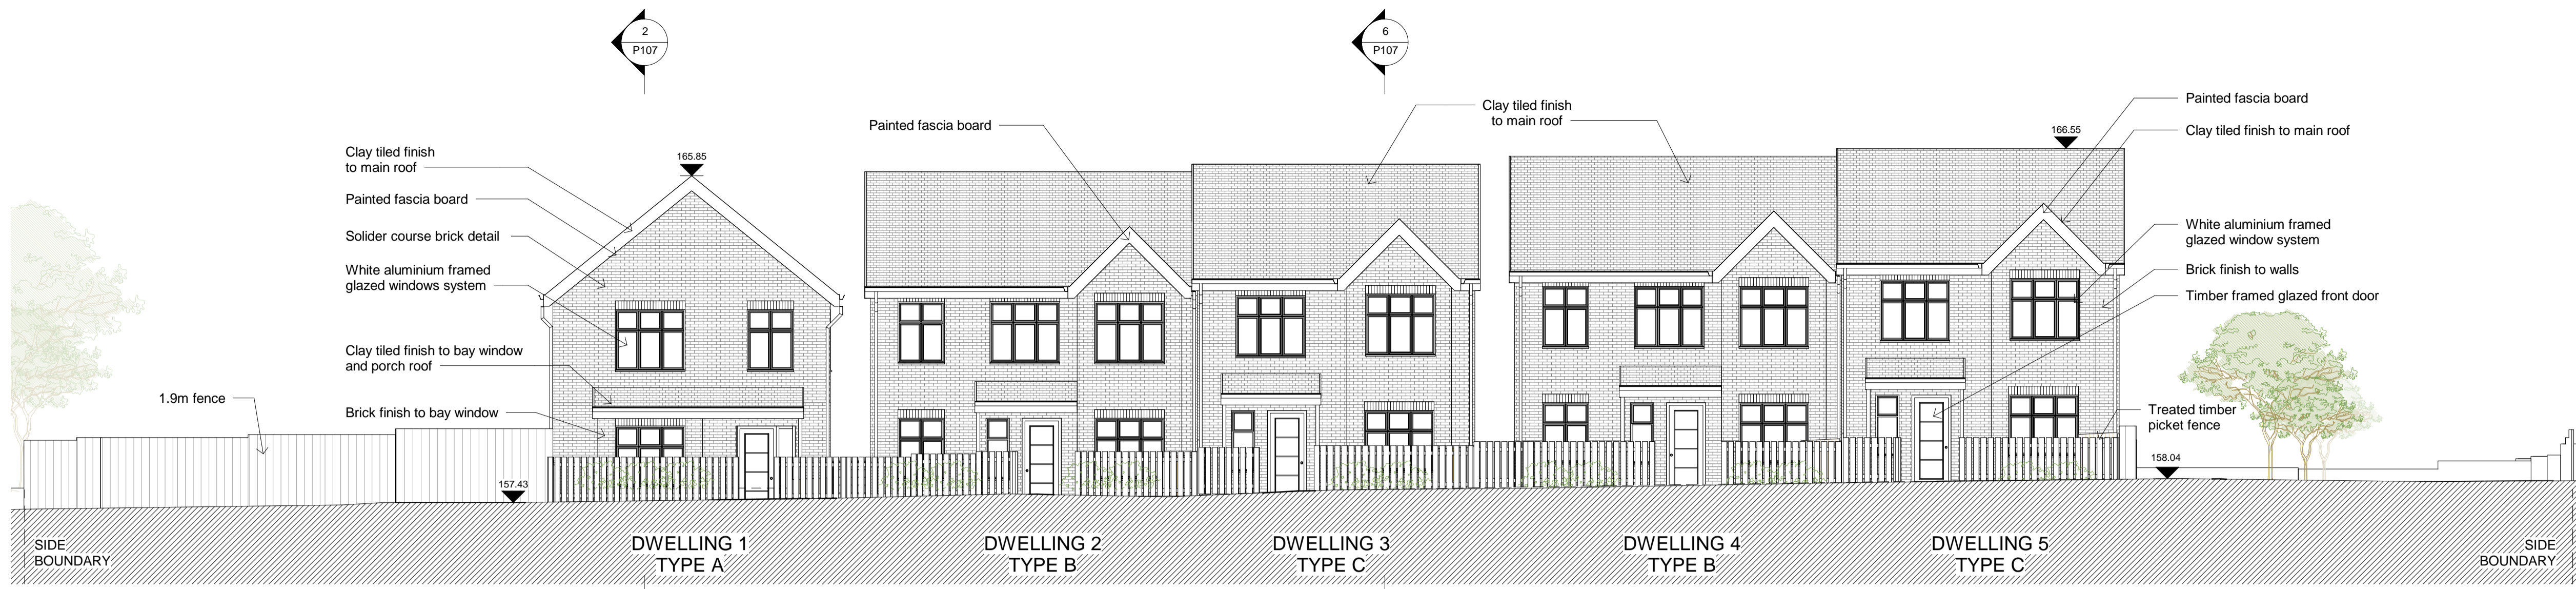 2
P107
6
P107
Clay tiled finish
to main roof
Painted fascia board
Solider course brick detail
White aluminium framed
glazed windows system
Clay tiled finish to bay window
and porch roof
Brick finish to bay window
1.9m fence
157.43
165.85
Painted fascia board
Clay tiled finish
to main roof
166.55
Painted fascia board
Clay tiled finish to main roof
White aluminium framed
glazed window system
Brick finish to walls
Timber framed glazed front door
Treated timber
picket fence
158.04
SIDE
BOUNDARY
DWELLING 1
TYPE A
DWELLING 2
TYPE B
DWELLING 3
TYPE C
DWELLING 4
TYPE B
DWELLING 5
TYPE C
SIDE
BOUNDARY